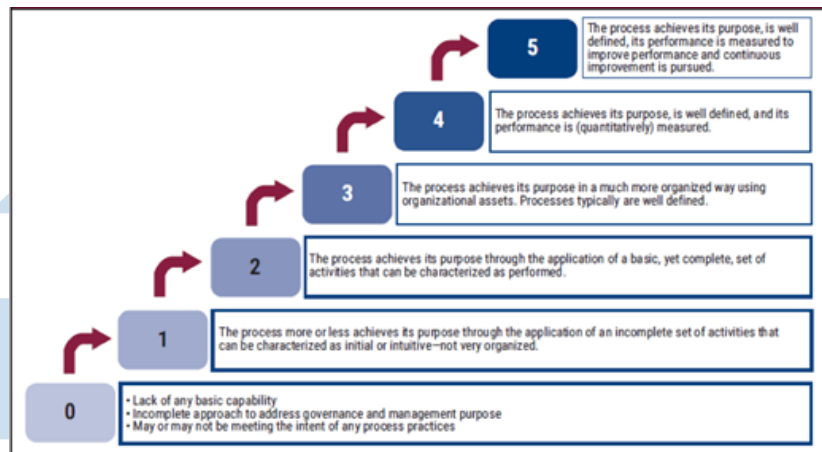 5
The process achieves its purpose, is well
defined, its performance is measured to
improve performance and continuous
improvement is pursued.
4
The process achieves its purpose, is well defined, and its
performance is (quantitatively) measured.
3
The process achieves its purpose in a much more organized way using
organizational assets. Processes typically are well defined.
2
The process achieves its purpose through the application of a basic, yet complete, set of
activities that can be characterized as performed.
1
The process more or less achieves its purpose through the application of an incomplete set of activities that
can be characterized as initial or intuitive—not very organized.
0
• Lack of any basic capability
• Incomplete approach to address governance and management purpose
• May or may not be meeting the intent of any process practices